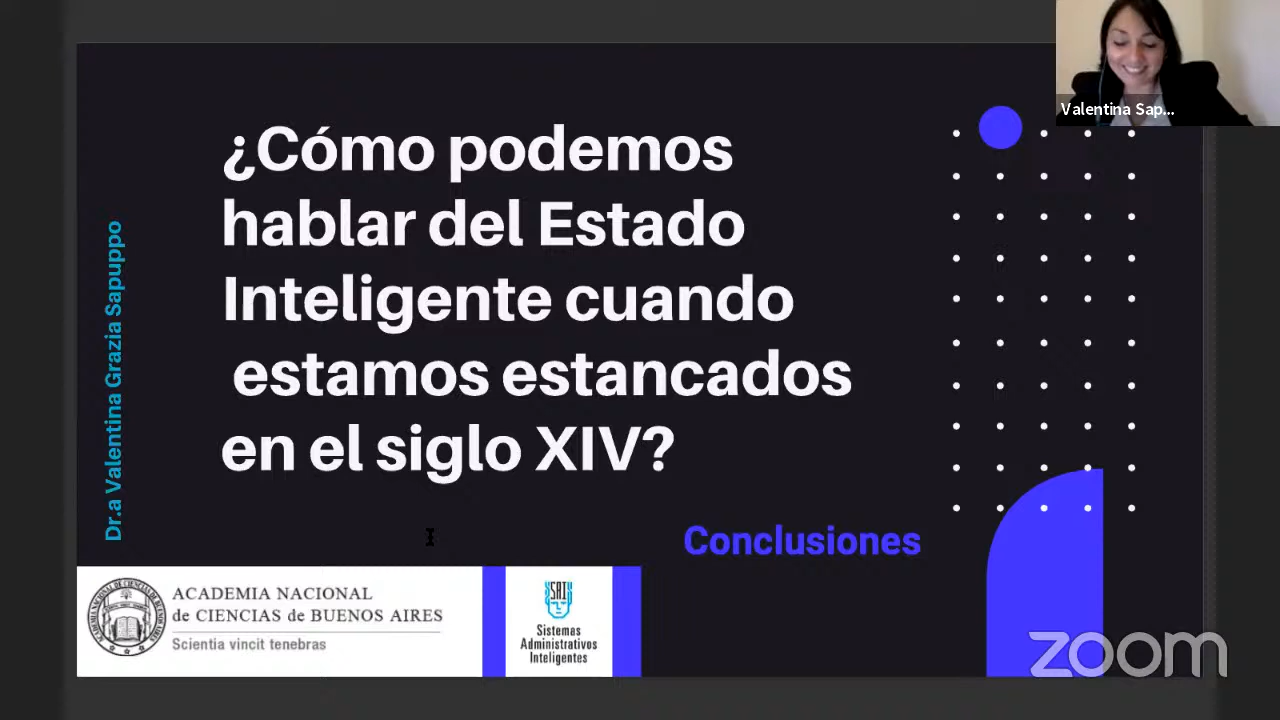 Valentina Sap...
¿Cómo podemos
hablar del Estado
Inteligente cuando
estamos estancados
en el siglo XIV?
Dr.a Valentina Grazia Sapuppo
Conclusiones
ACADEMIA NACIONAL
de CIENCIAS de BUENOS AIRES
Scientia vincit tenebras
SAI
Sistemas
Administrativos
Inteligentes
zoom